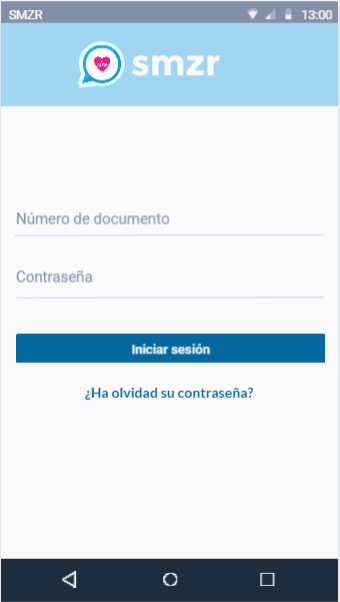 SMZR 13:00
smzr
Número de documento
Contraseña
Iniciar sesión
¿Ha olvidad su contraseña?